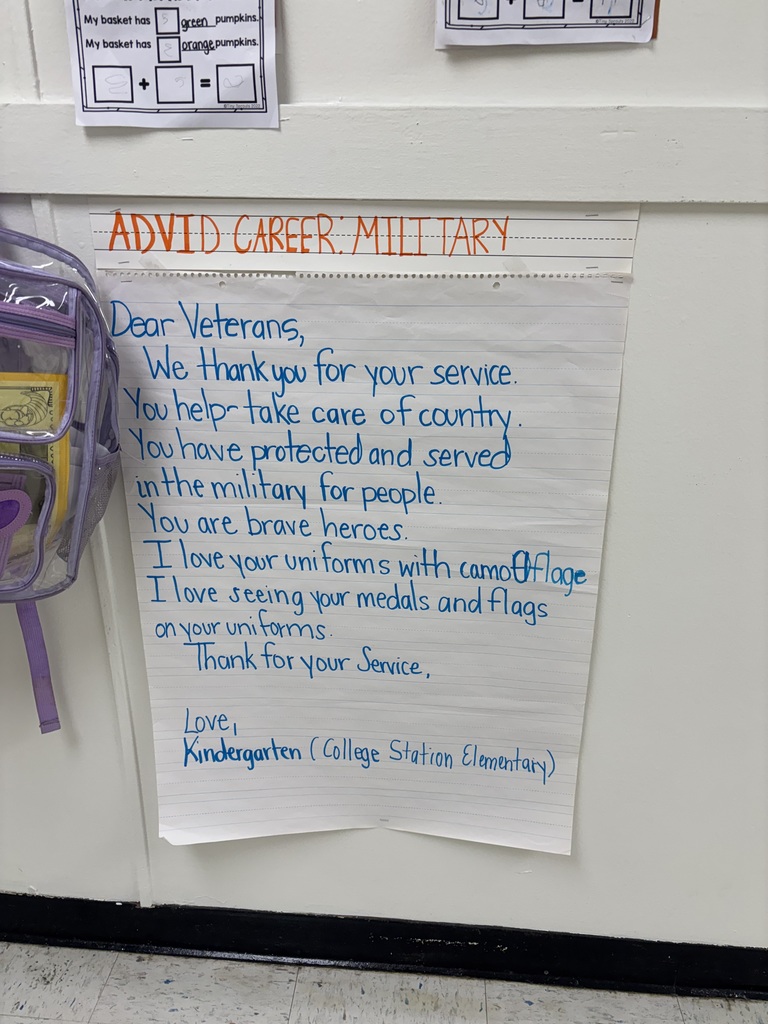 My basket has 5 green pumpkins.
My basket has orange pumpkins.
+ =
ADVID CAREER: MILITARY
Dear Veterans,
We thank you for your service.
You help take care of country.
You have protected and served
in the military for people.
You are brave heroes.
I love your uniforms with camoOflage
I love seeing your medals and flags
on your uniforms.
Thank for your Service,
Love,
Kindergarten (College Station Elementary)